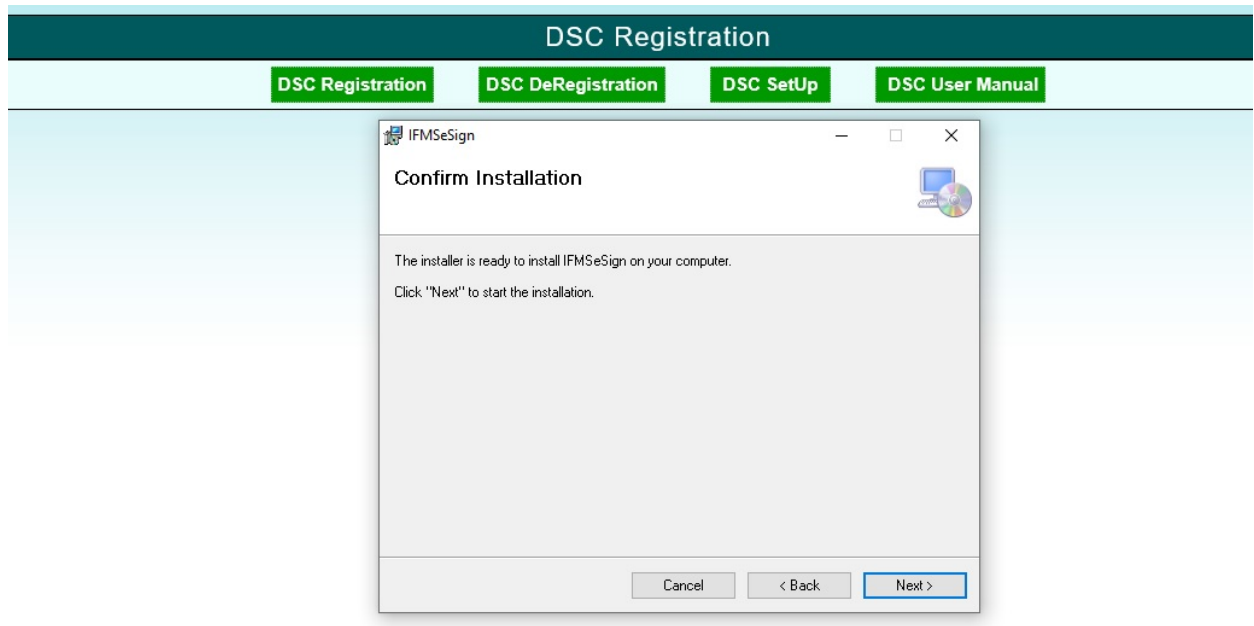 DSC Registration
DSC Registration DSC DeRegistration DSC SetUp DSC User Manual
IFMSeSign
Confirm Installation
The installer is ready to install IFMSeSign on your computer.
Click "Next" to start the installation.
Cancel < Back Next >